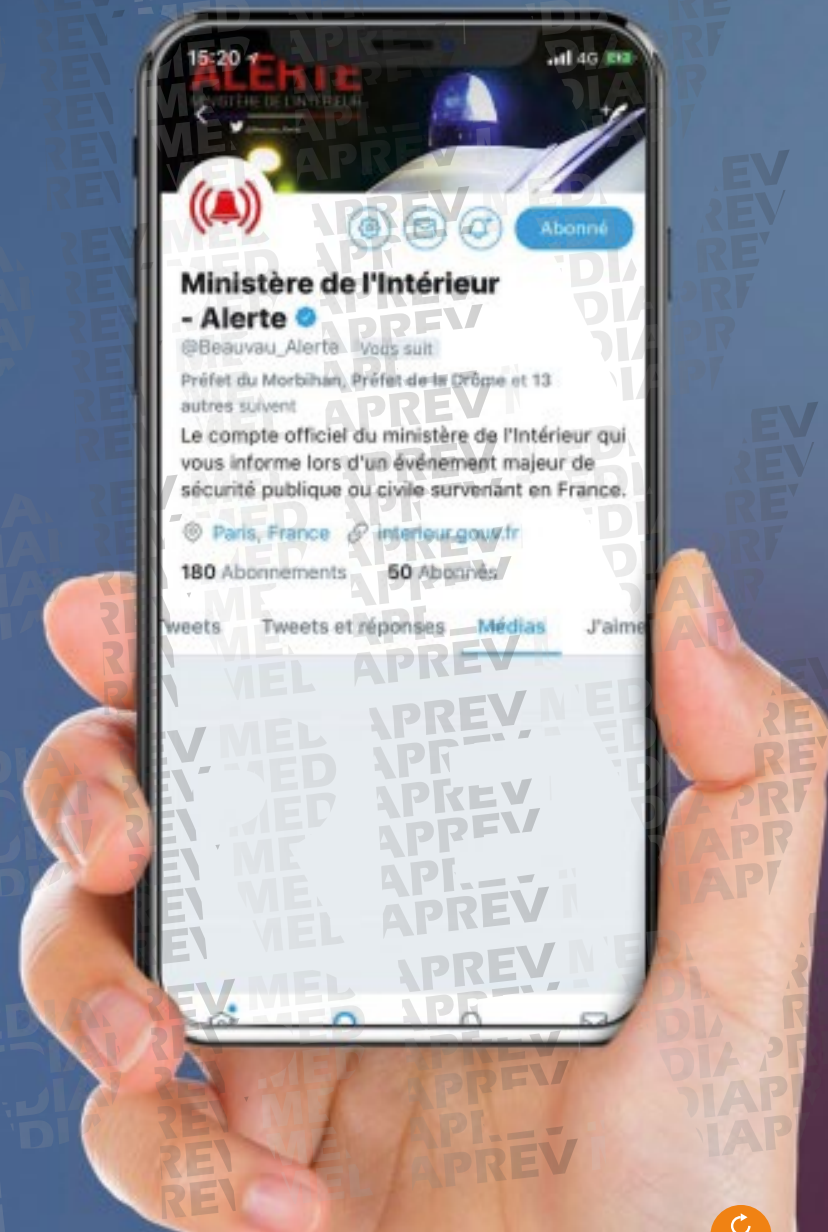 15:20
4G
ALERTE
MINISTÈRE DE L'INTÉRIEUR
Abonné
Ministère de l'Intérieur
- Alerte
@Beauvau_Alerte Vous suit
Préfet du Morbihan, Préfet de la Drôme et 13
autres suivent
Le compte officiel du ministère de l'Intérieur qui
vous informe lors d'un événement majeur de
sécurité publique ou civile survenant en France.
Paris, France interieur.gouv.fr
180 Abonnements 50 Abonnés
Tweets Tweets et réponses Médias J'aime